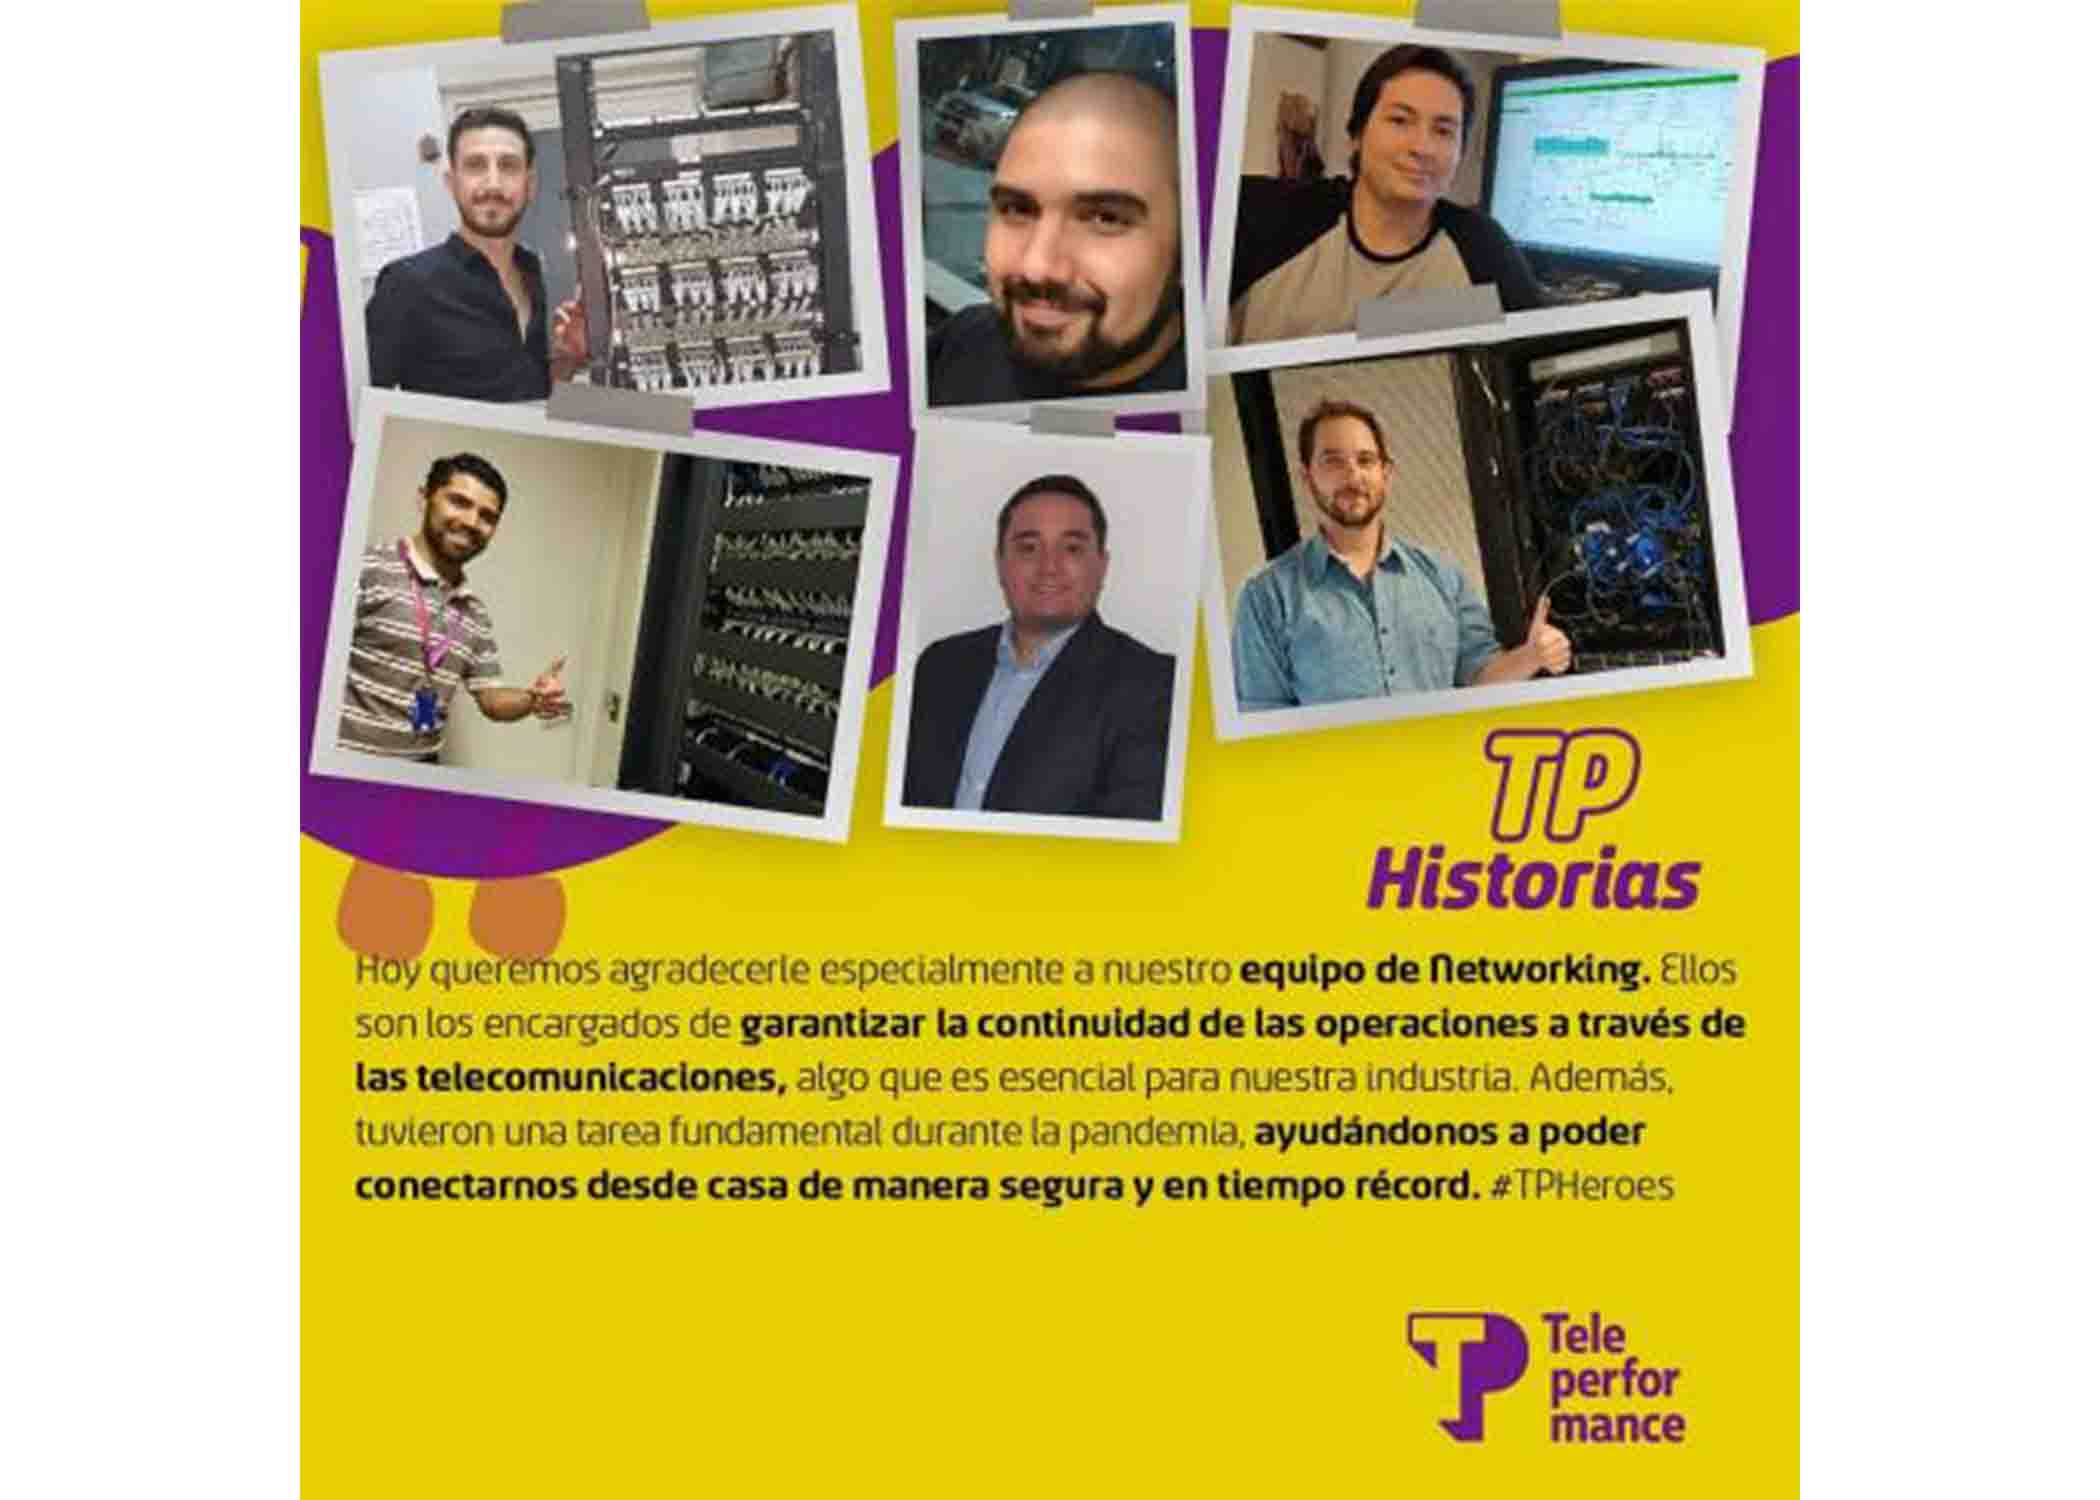 TP
Historias
Hoy queremos agradecerle especialmente a nuestro equipo de Networking. Ellos
son los encargados de garantizar la continuidad de las operaciones a través de
las telecomunicaciones, algo que es esencial para nuestra industria. Además,
tuvieron una tarea fundamental durante la pandemia, ayudándonos a poder
conectarnos desde casa de manera segura y en tiempo récord. #TPHeroes
TP
Tele
perfor
mance